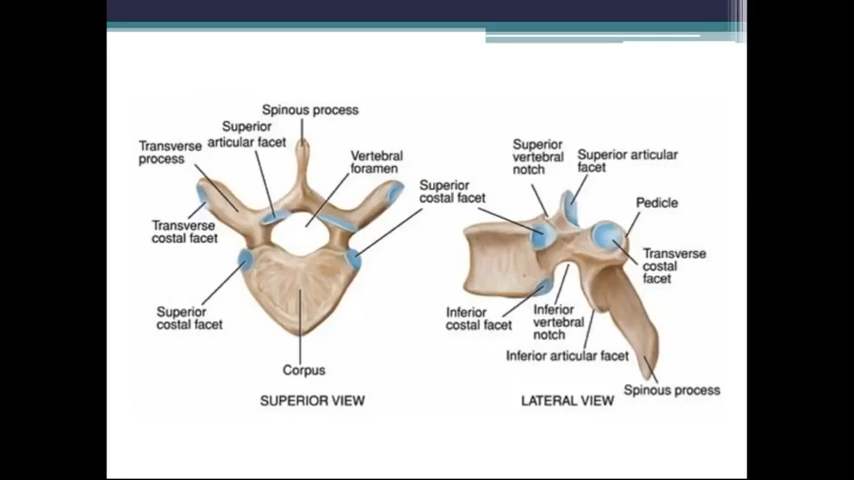 Spinous process
Superior
articular facet
Transverse
process
Vertebral
foramen
Transverse
costal facet
Superior
costal facet
Superior
costal facet
Corpus
SUPERIOR VIEW
Superior
vertebral
notch
Superior articular
facet
Pedicle
Transverse
costal
facet
Inferior
costal facet
Inferior
vertebral
notch
Inferior articular facet
Spinous process
LATERAL VIEW